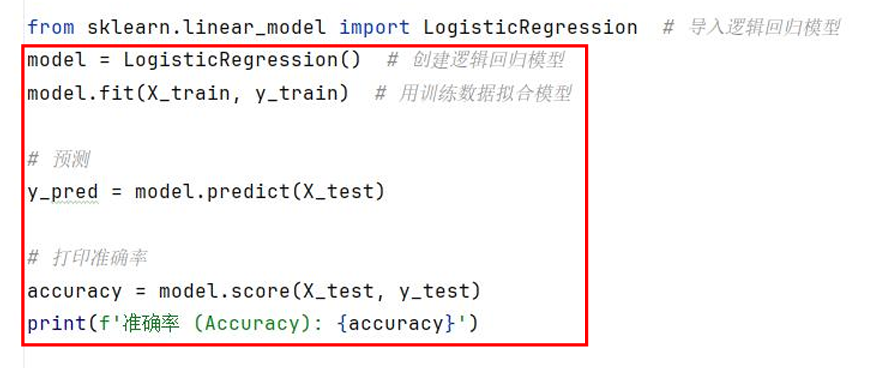 from sklearn.linear_model import LogisticRegression  # 导入逻辑回归模型
model = LogisticRegression()  # 创建逻辑回归模型
model.fit(X_train, y_train)  # 用训练数据拟合模型
# 预测
y_pred = model.predict(X_test)
# 打印准确率
accuracy = model.score(X_test, y_test)
print(f'准确率 (Accuracy): {accuracy}')